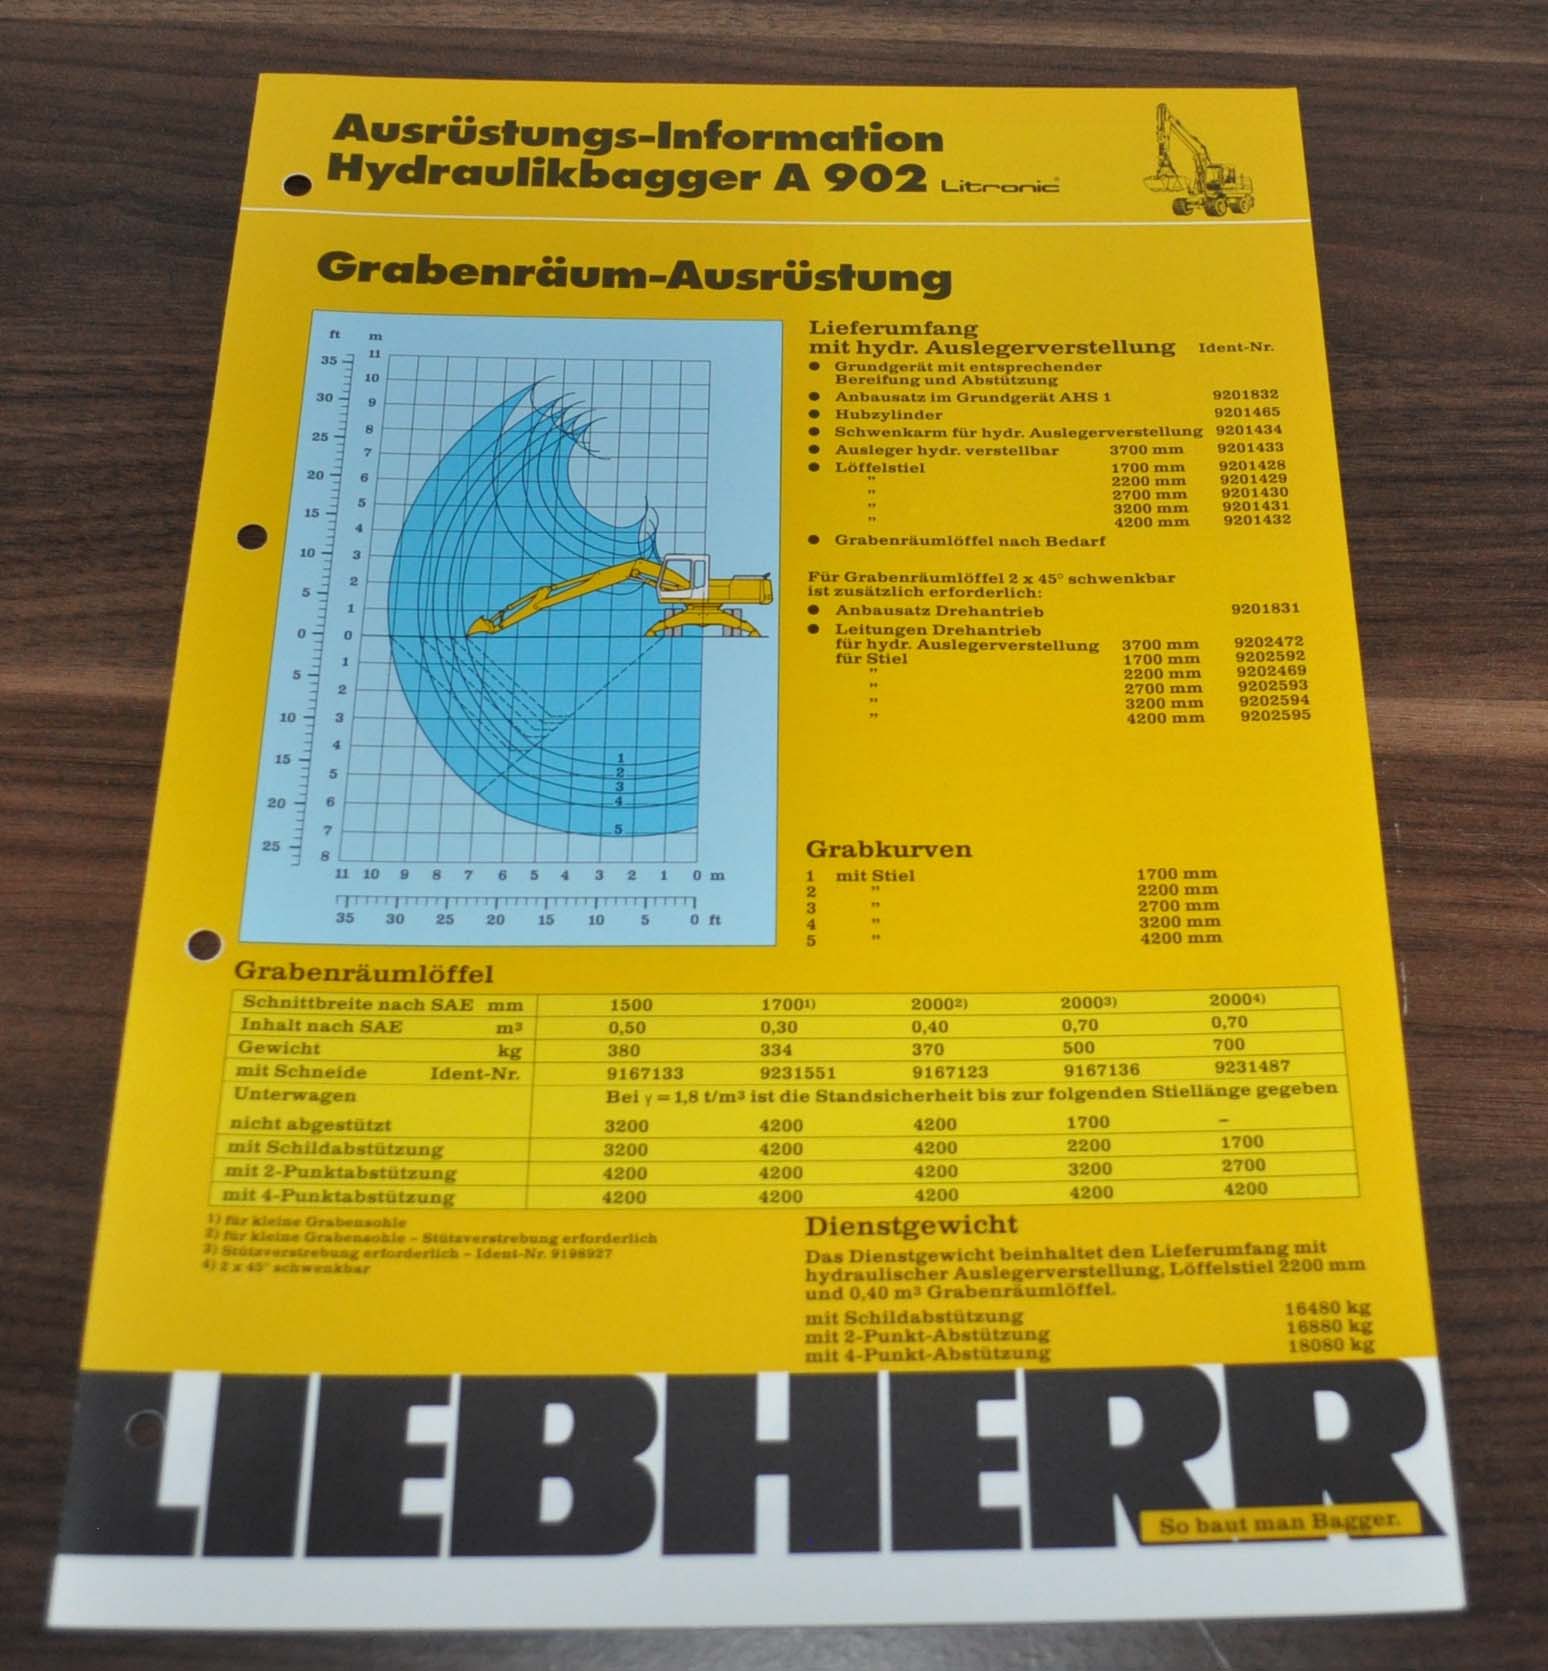 Ausrüstungs-Information
Hydraulikbagger A 902 Litronic®
Grabenräum-Ausrüstung
ft m
35 30 25 20 15 10 5 0 5 10 15 20 25
11 10 9 8 7 6 5 4 3 2 1 0 1 2 3 4 5 6 7 8
1
2
3
4
5
11 10 9 8 7 6 5 4 3 2 1 0 m
35 30 25 20 15 10 5 0 ft
Lieferumfang
mit hydr. Auslegerverstellung Ident-Nr.
● Grundgerät mit entsprechender
Bereifung und Abstützung
● Anbausatz im Grundgerät AHS 1 9201832
● Hubzylinder 9201465
● Schwenkarm für hydr. Auslegerverstellung 9201434
● Ausleger hydr. verstellbar 3700 mm 9201433
● Löffelstiel 1700 mm 9201428
” 2200 mm 9201429
” 2700 mm 9201430
” 3200 mm 9201431
” 4200 mm 9201432
● Grabenräumlöffel nach Bedarf
Für Grabenräumlöffel 2 x 45° schwenkbar
ist zusätzlich erforderlich:
● Anbausatz Drehantrieb 9201831
● Leitungen Drehantrieb
für hydr. Auslegerverstellung 3700 mm 9202472
für Stiel 1700 mm 9202592
” 2200 mm 9202469
” 2700 mm 9202593
” 3200 mm 9202594
” 4200 mm 9202595
Grabkurven
1 mit Stiel 1700 mm
2 ” 2200 mm
3 ” 2700 mm
4 ” 3200 mm
5 ” 4200 mm
Grabenräumlöffel
Schnittbreite nach SAE mm 1500 1700¹⁾ 2000²⁾ 2000³⁾ 2000⁴⁾
Inhalt nach SAE m³ 0,50 0,30 0,40 0,70 0,70
Gewicht kg 380 334 370 500 700
mit Schneide Ident-Nr. 9167133 9231551 9167123 9167136 9231487
Unterwagen Bei γ = 1,8 t/m³ ist die Standsicherheit bis zur folgenden Stiellänge gegeben
nicht abgestützt 3200 4200 4200 1700 –
mit Schildabstützung 3200 4200 4200 2200 1700
mit 2-Punktabstützung 4200 4200 4200 3200 2700
mit 4-Punktabstützung 4200 4200 4200 4200 4200
1) für kleine Grabensohle
2) für kleine Grabensohle – Stützverstrebung erforderlich
3) Stützverstrebung erforderlich – Ident-Nr. 9198927
4) 2 x 45° schwenkbar
Dienstgewicht
Das Dienstgewicht beinhaltet den Lieferumfang mit
hydraulischer Auslegerverstellung, Löffelstiel 2200 mm
und 0,40 m³ Grabenräumlöffel.
mit Schildabstützung 16480 kg
mit 2-Punkt-Abstützung 16880 kg
mit 4-Punkt-Abstützung 18080 kg
LIEBHERR
So baut man Bagger.